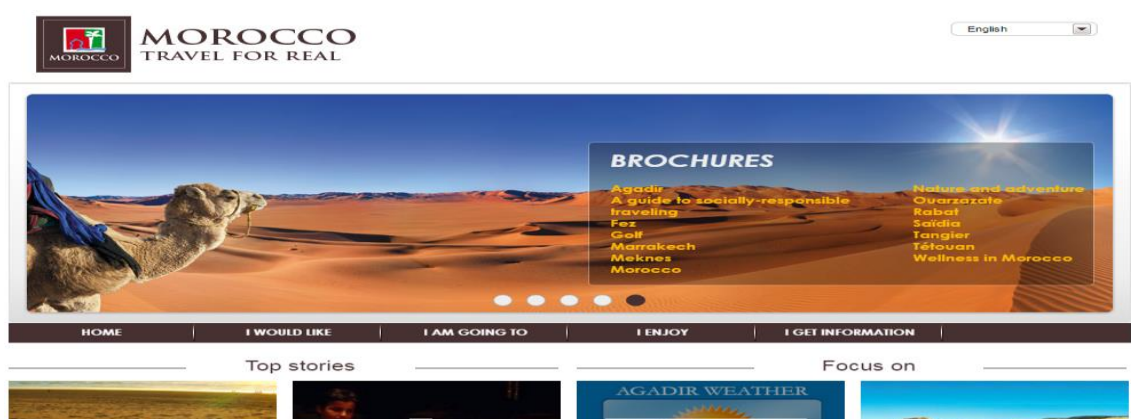 MOROCCO
MOROCCO
TRAVEL FOR REAL
English
BROCHURES
Agadir
A guide to socially-responsible
traveling
Fez
Golf
Marrakech
Meknes
Morocco
Nature and adventure
Ouarzazate
Rabat
Saïdia
Tangier
Tétouan
Wellness in Morocco
HOME
I WOULD LIKE
I AM GOING TO
I ENJOY
I GET INFORMATION
Top stories
Focus on
AGADIR WEATHER